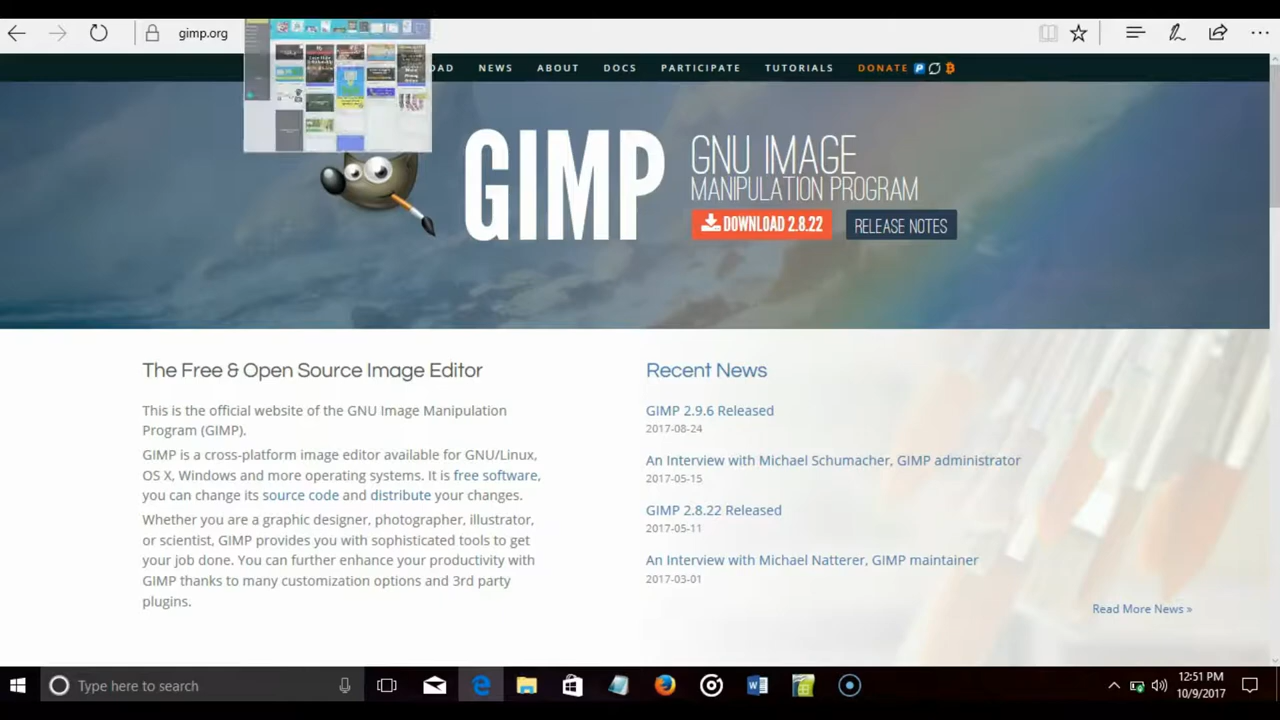 gimp.org
OAD NEWS ABOUT DOCS PARTICIPATE TUTORIALS DONATE
GIMP
GNU IMAGE
MANIPULATION PROGRAM
DOWNLOAD 2.8.22 RELEASE NOTES
The Free & Open Source Image Editor
This is the official website of the GNU Image Manipulation
Program (GIMP).
GIMP is a cross-platform image editor available for GNU/Linux,
OS X, Windows and more operating systems. It is free software,
you can change its source code and distribute your changes.
Whether you are a graphic designer, photographer, illustrator,
or scientist, GIMP provides you with sophisticated tools to get
your job done. You can further enhance your productivity with
GIMP thanks to many customization options and 3rd party
plugins.
Recent News
GIMP 2.9.6 Released
2017-08-24
An Interview with Michael Schumacher, GIMP administrator
2017-05-15
GIMP 2.8.22 Released
2017-05-11
An Interview with Michael Natterer, GIMP maintainer
2017-03-01
Read More News »
Type here to search
12:51 PM
10/9/2017